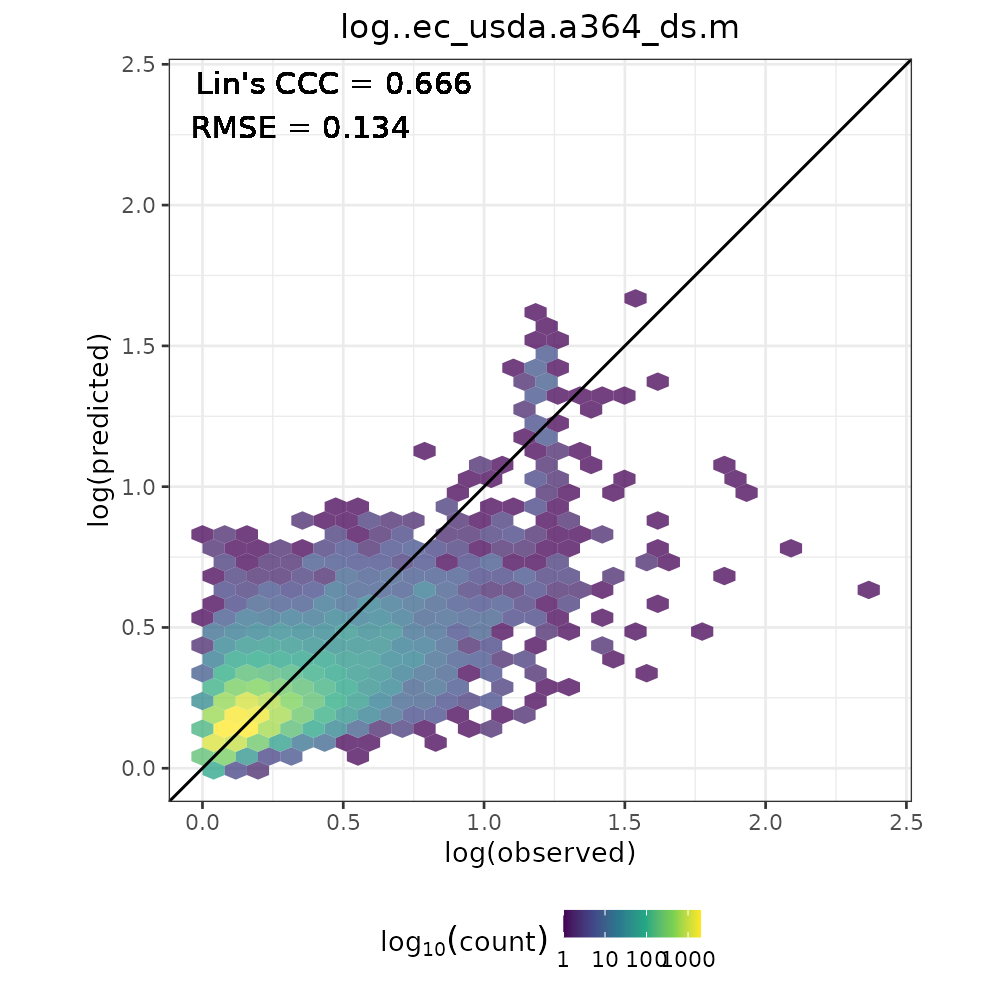 log..ec_usda.a364_ds.m
Lin's CCC = 0.666
RMSE = 0.134
log(predicted)
2.5
2.0
1.5
1.0
0.5
0.0
0.0 0.5 1.0 1.5 2.0 2.5
log(observed)
log10(count)
1 10 100 1000